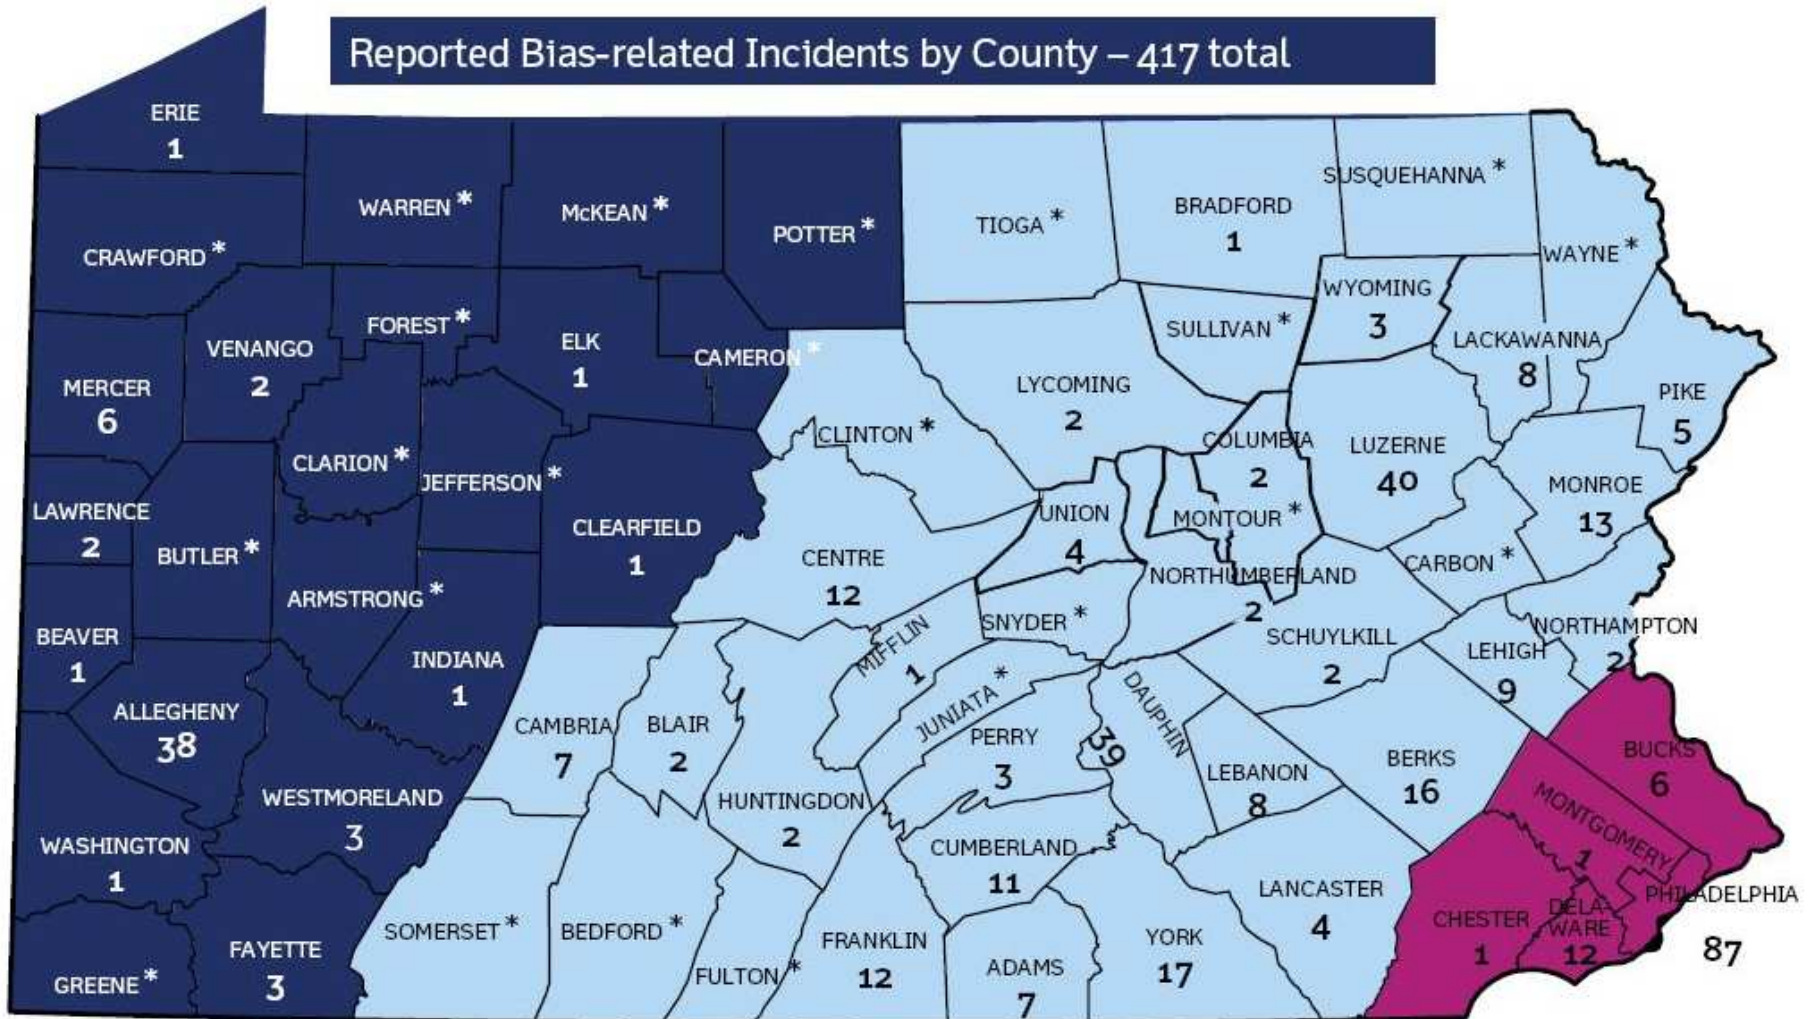 Reported Bias-related Incidents by County – 417 total
ERIE
1
WARREN *
McKEAN *
POTTER *
TIOGA *
BRADFORD
1
SUSQUEHANNA *
WAYNE *
CRAWFORD *
FOREST *
ELK
1
CAMERON *
VENANGO
2
MERCER
6
CLARION *
JEFFERSON *
CLEARFIELD
1
CLINTON *
LYCOMING
2
SULLIVAN *
WYOMING
3
LACKAWANNA
8
PIKE
5
COLUMBIA
2
LUZERNE
40
MONROE
13
LAWRENCE
2
BUTLER *
ARMSTRONG *
CENTRE
12
UNION
4
MONTOUR *
NORTHUMBERLAND
2
CARBON *
NORTHAMPTON
2
BEAVER
1
INDIANA
1
MIFFLIN
1
SNYDER *
SCHUYLKILL
2
LEHIGH
9
ALLEGHENY
38
CAMBRIA
7
BLAIR
2
JUNIATA *
PERRY
3
DAUPHIN
39
LEBANON
8
BERKS
16
BUCKS
6
WESTMORELAND
3
HUNTINGDON
2
CUMBERLAND
11
MONTGOMERY
1
WASHINGTON
1
LANCASTER
4
CHESTER
1
DELA-
WARE
12
PHILADELPHIA
87
GREENE *
FAYETTE
3
SOMERSET *
BEDFORD *
FULTON *
FRANKLIN
12
ADAMS
7
YORK
17